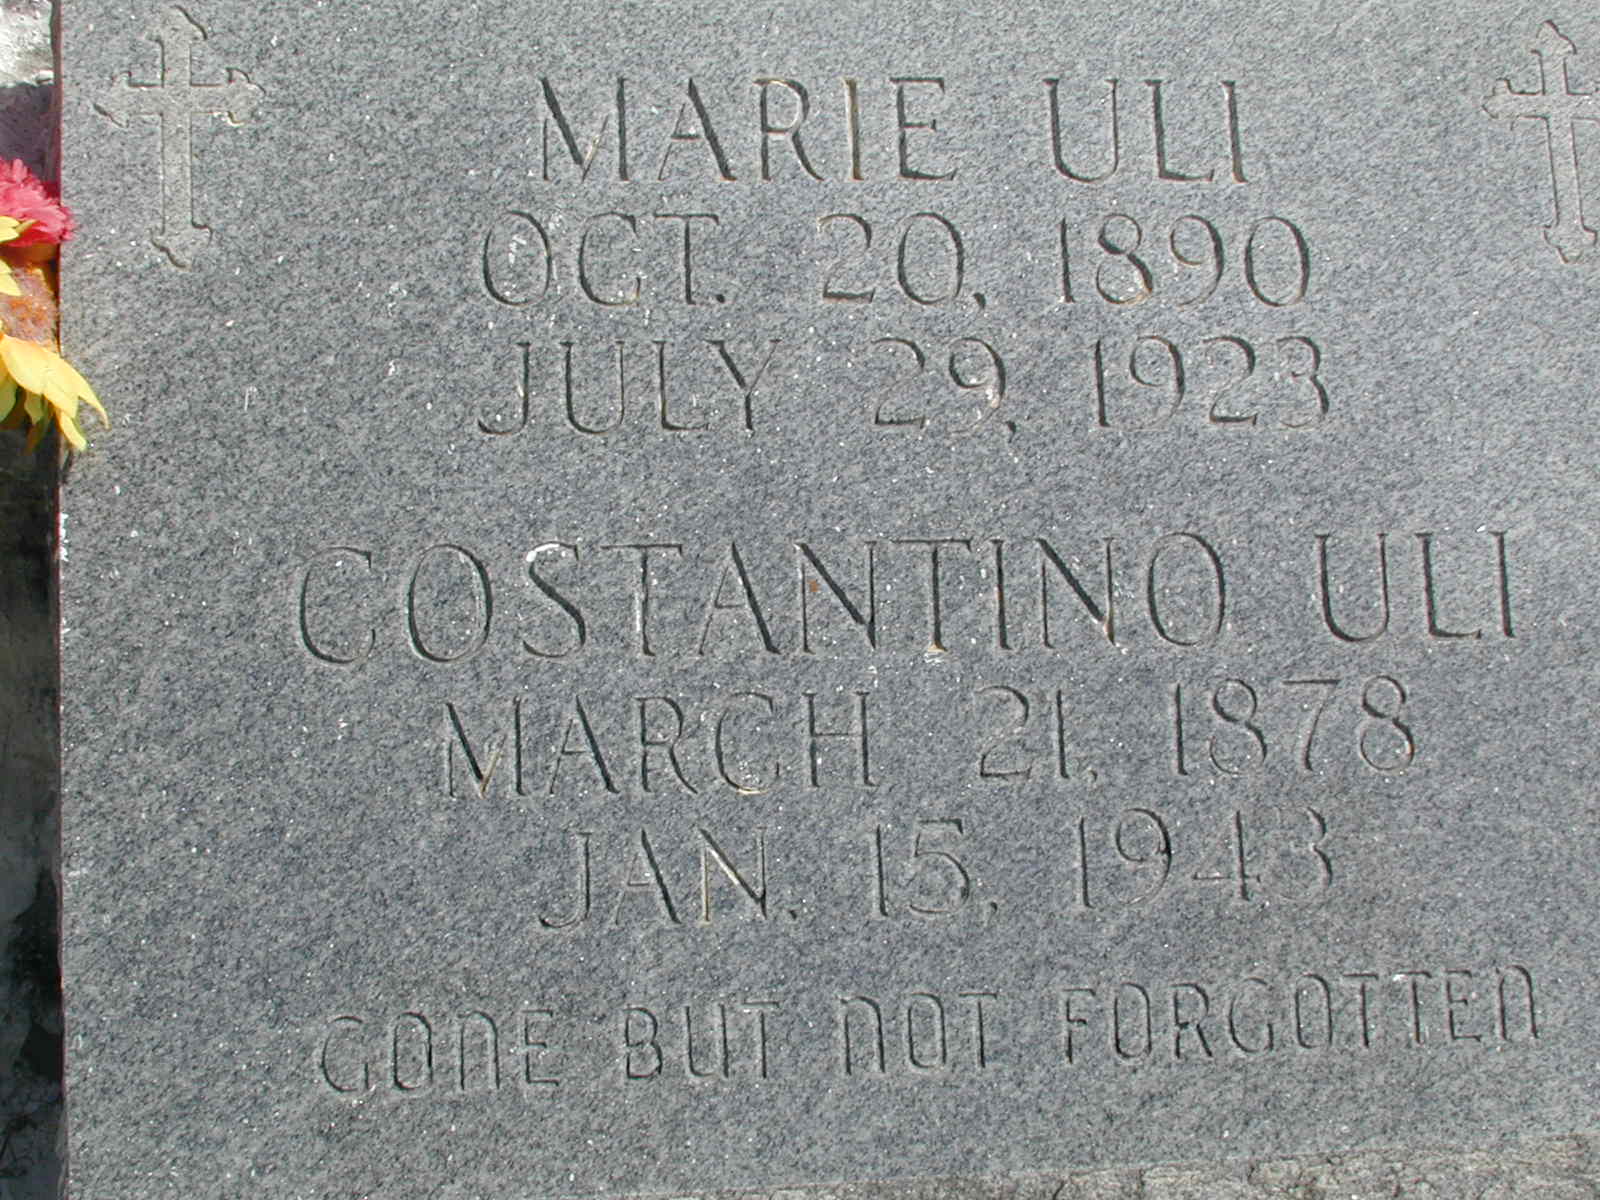 MARIE ULI
OCT. 20, 1890
JULY 29, 1923
COSTANTINO ULI
MARCH 21, 1878
JAN. 15, 1943
GONE BUT NOT FORGOTTEN